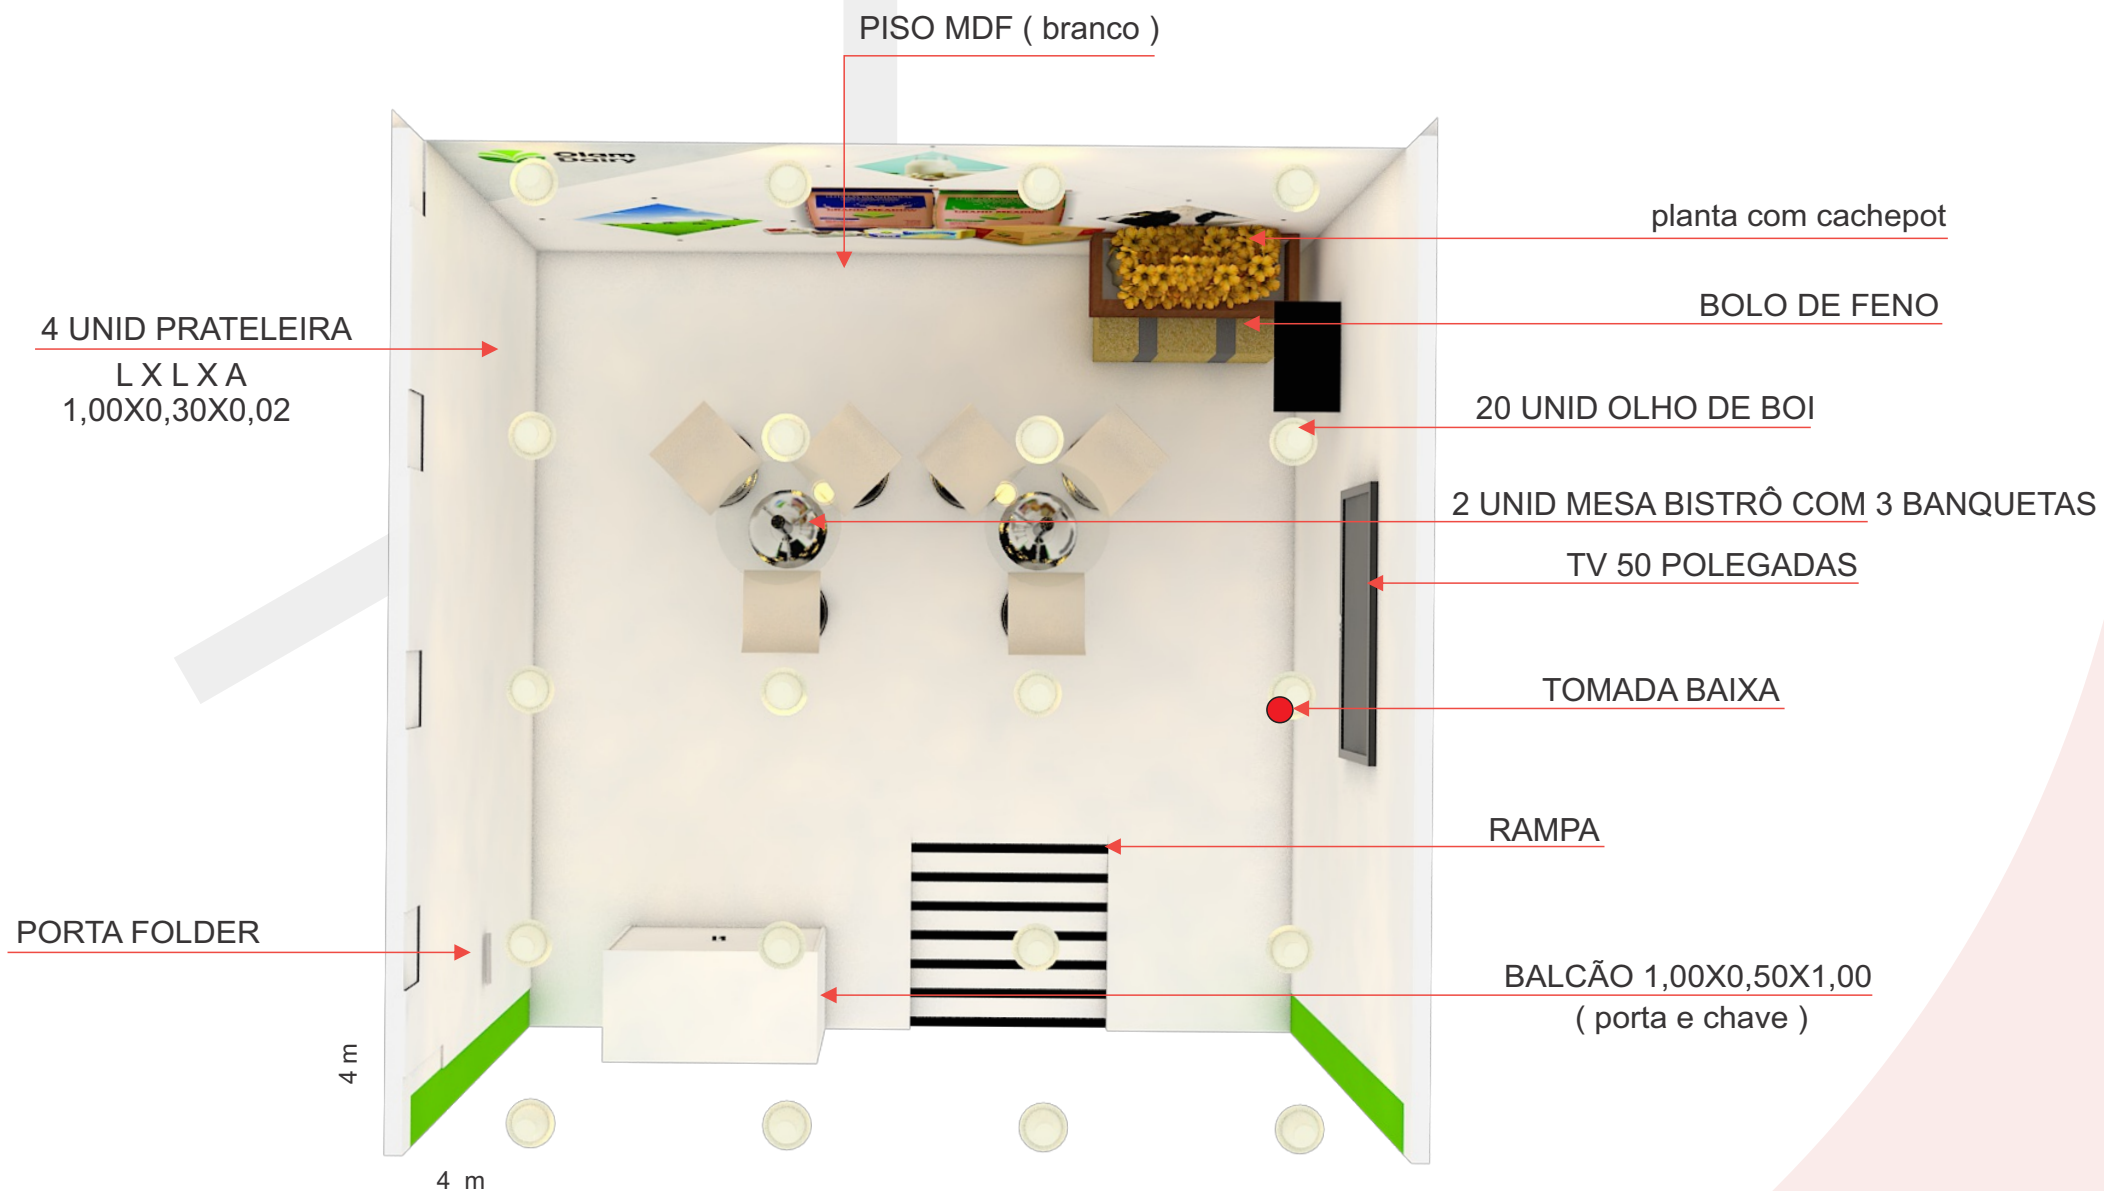 PISO MDF ( branco )
Olam
Dairy
planta com cachepot
BOLO DE FENO
4 UNID PRATELEIRA
L X L X A
1,00X0,30X0,02
20 UNID OLHO DE BOI
2 UNID MESA BISTRÔ COM 3 BANQUETAS
TV 50 POLEGADAS
TOMADA BAIXA
RAMPA
PORTA FOLDER
BALCÃO 1,00X0,50X1,00
( porta e chave )
4 m
4 m